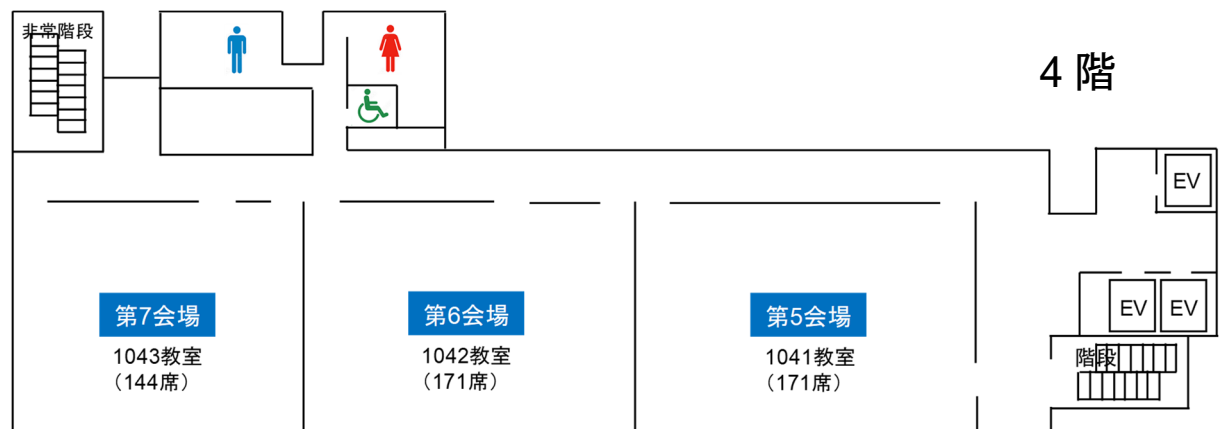 非常階段
4 階
EV
第7会場
1043教室
（144席）
第6会場
1042教室
（171席）
第5会場
1041教室
（171席）
EV
EV
階段